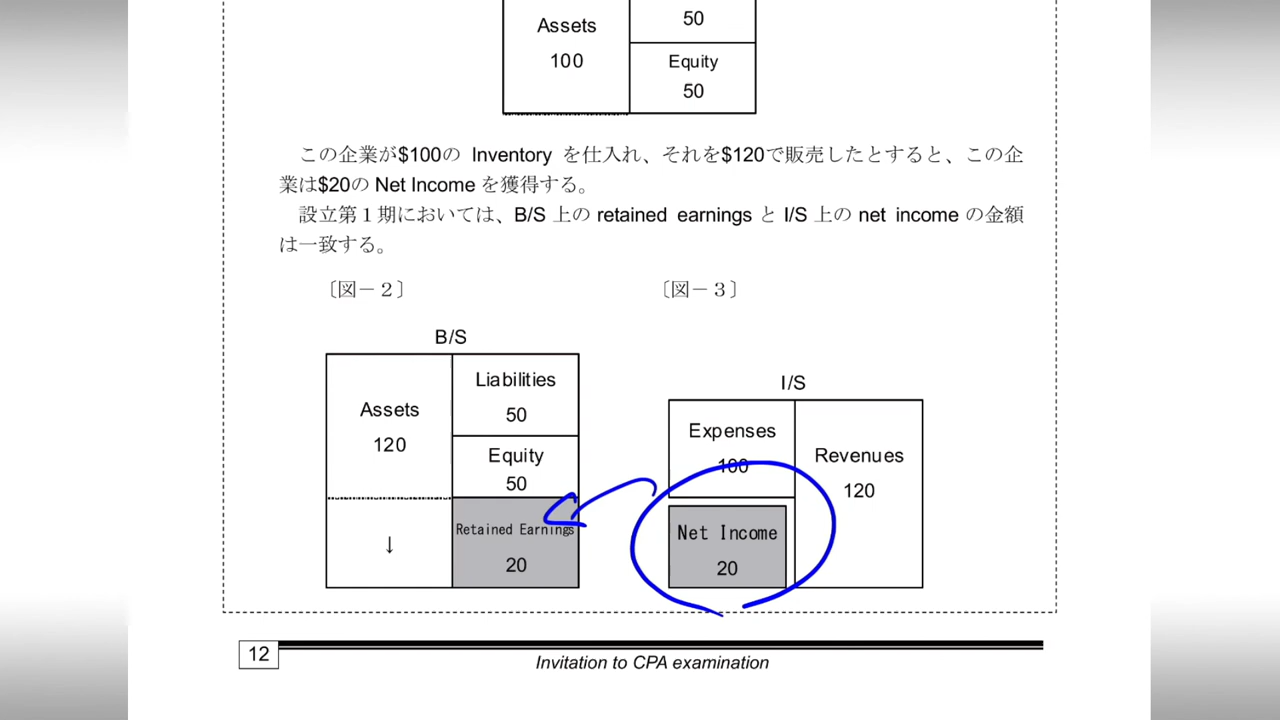 50
Assets
100
Equity
50
この企業が$100の Inventory を仕入れ、それを$120で販売したとすると、この企
業は$20の Net Income を獲得する。
設立第１期においては、B/S 上の retained earnings と I/S 上の net income の金額
は一致する。
〔図－２〕
〔図－３〕
B/S
Assets
120
↓
Liabilities
50
Equity
50
Retained Earnings
20
I/S
Expenses
100
Net Income
20
Revenues
120
12
Invitation to CPA examination